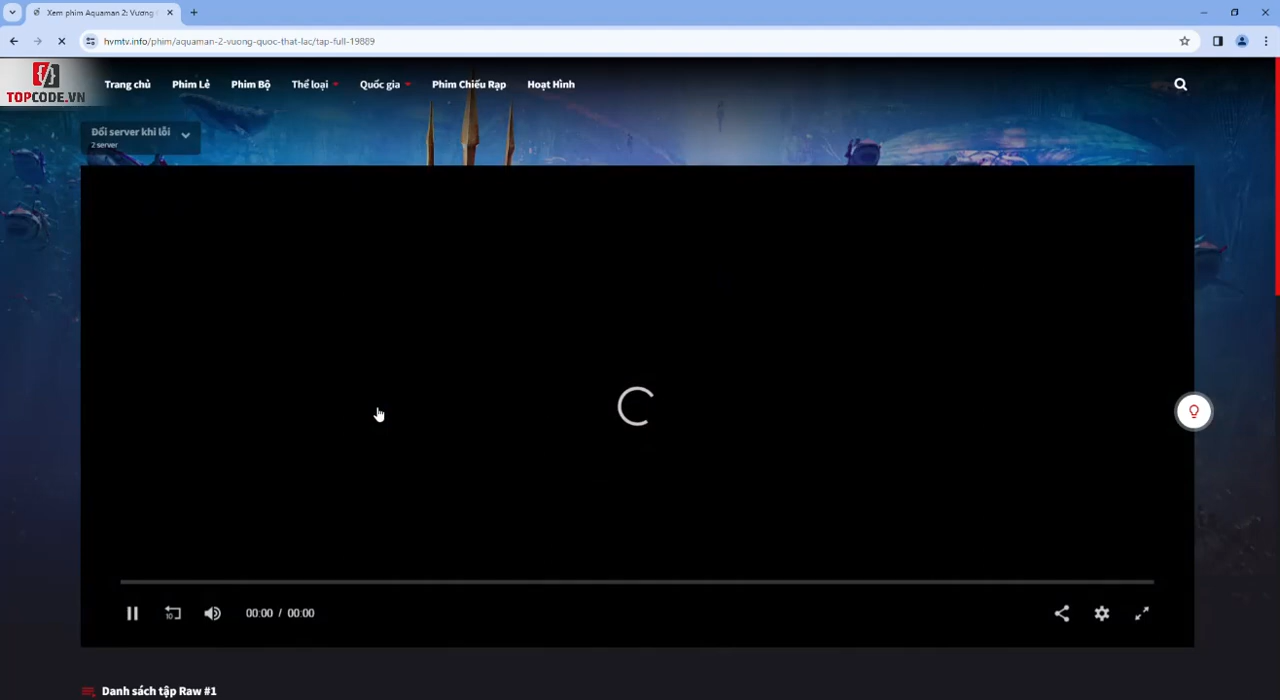 Xem phim Aquaman 2: Vương
hvmtv.info/phim/aquaman-2-vuong-quoc-that-lac/tap-full-19889
TOPCODE.VN
Trang chủ Phim Lẻ Phim Bộ Thể loại Quốc gia Phim Chiếu Rạp Hoạt Hình
Đổi server khi lỗi
2 server
10
00:00 / 00:00
Danh sách tập Raw #1